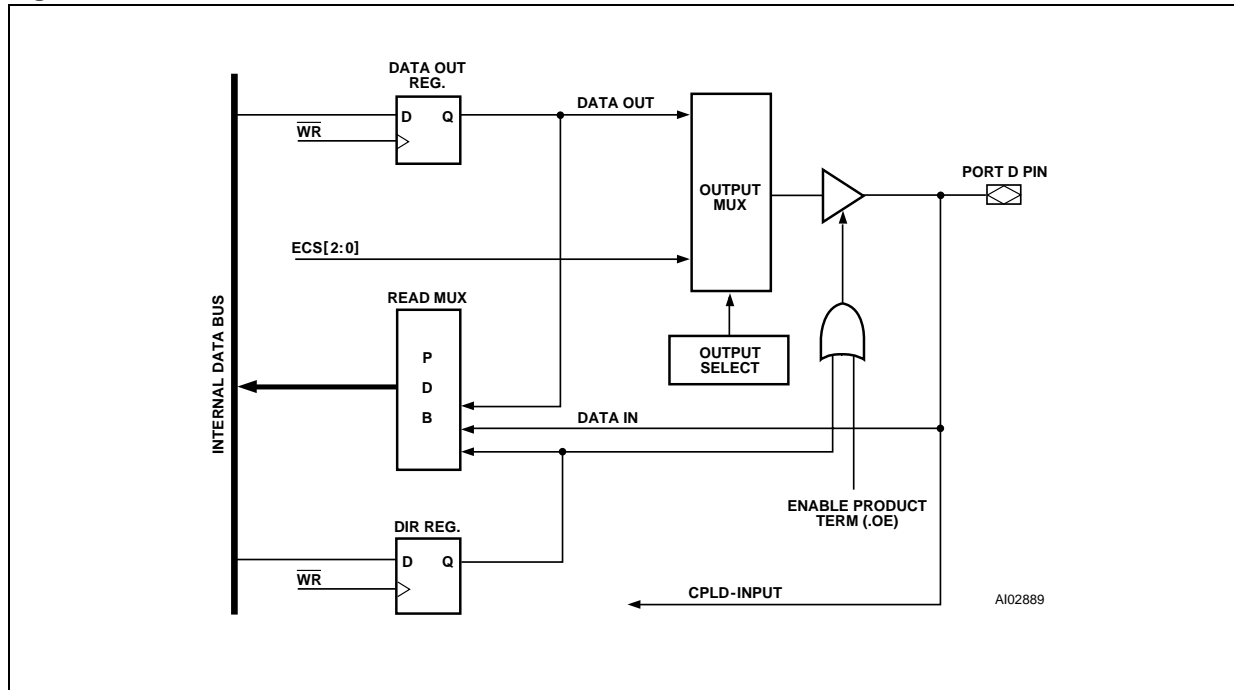 DATA OUT
REG.
D Q
WR
DATA OUT
OUTPUT
MUX
PORT D PIN
ECS[2:0]
READ MUX
P
D
B
OUTPUT
SELECT
INTERNAL DATA BUS
DATA IN
ENABLE PRODUCT
TERM (.OE)
DIR REG.
D Q
WR
CPLD-INPUT
AI02889